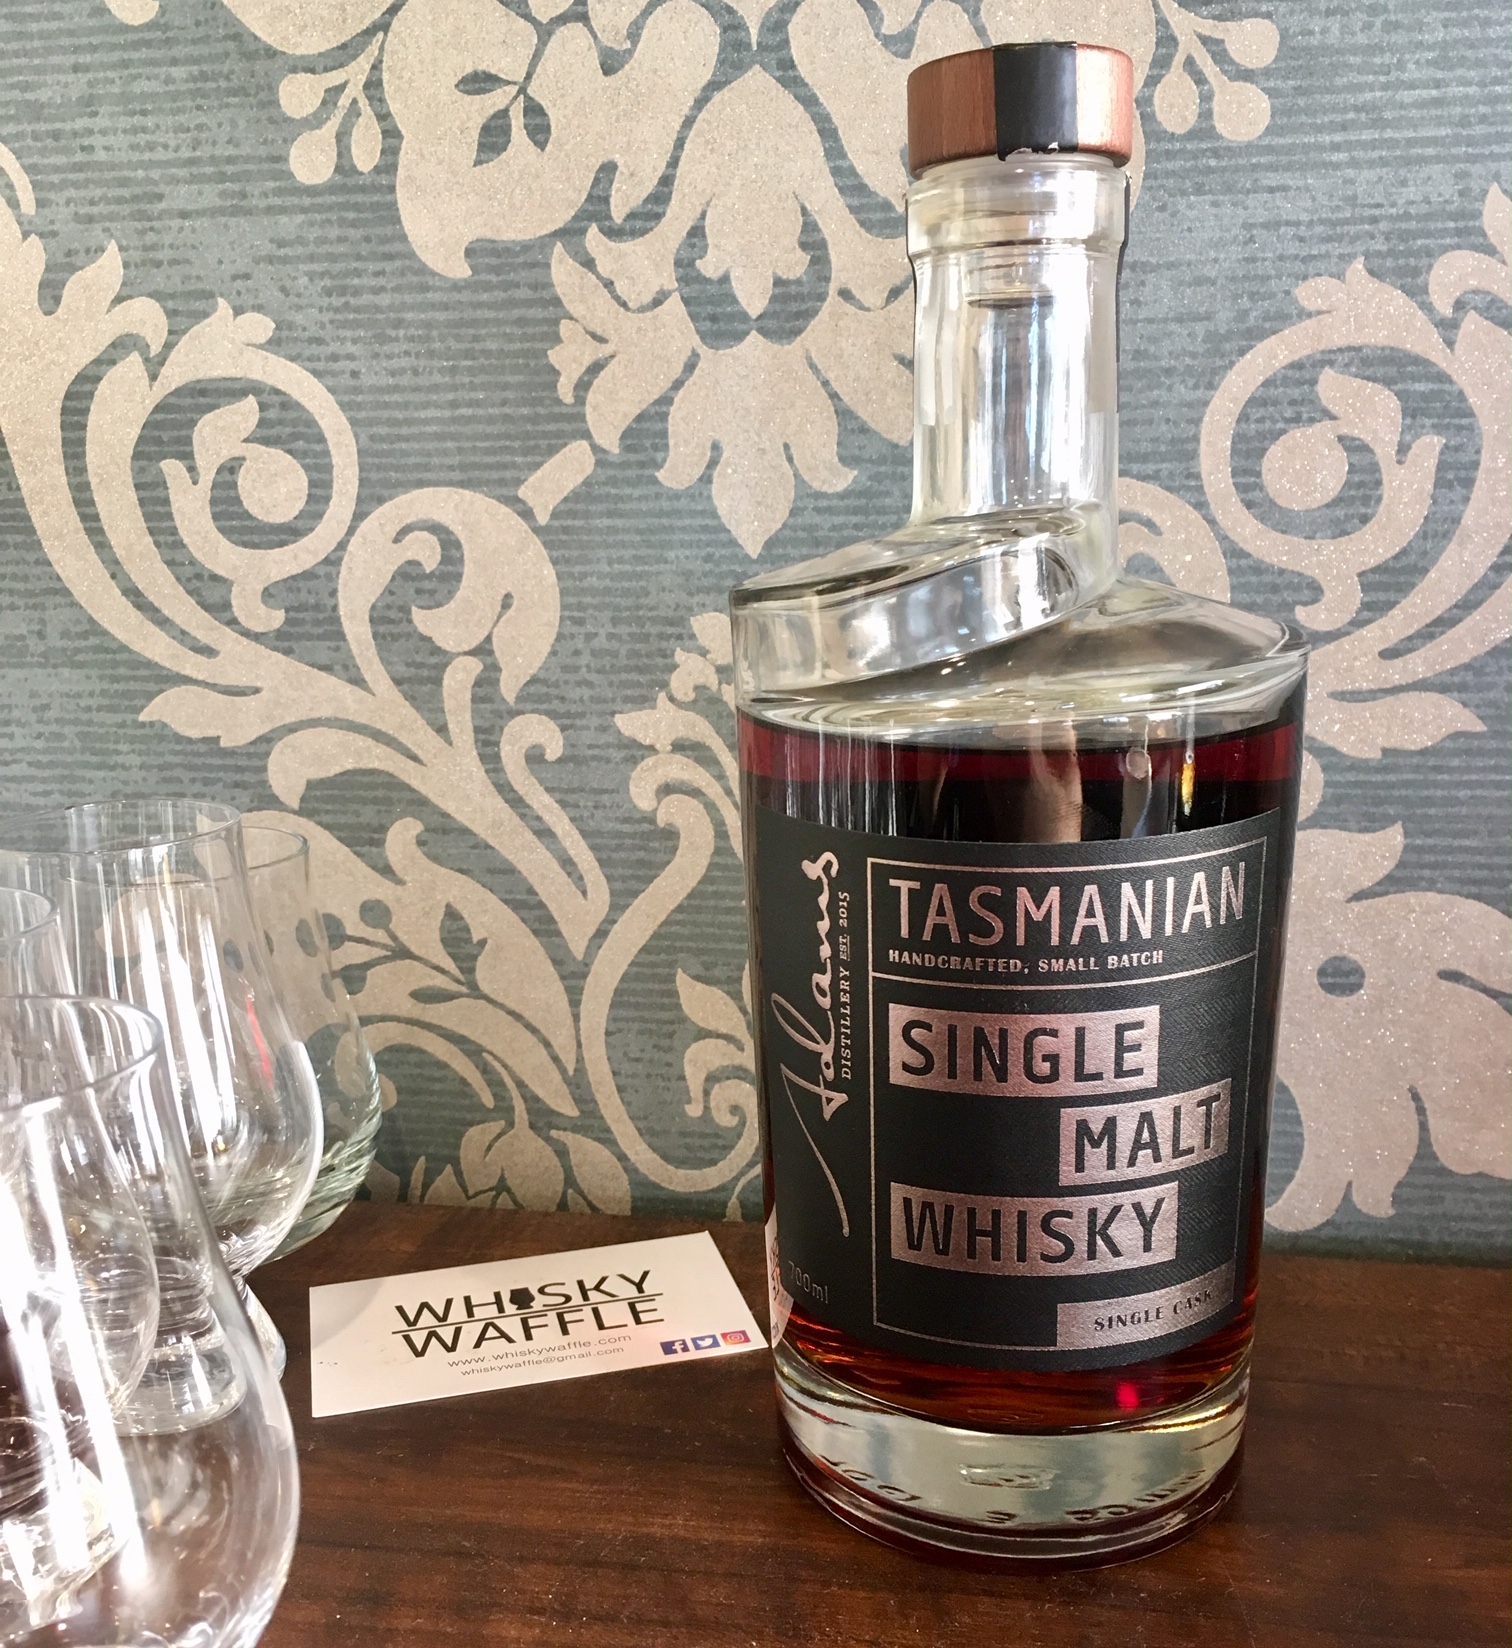 Adams
DISTILLERY EST. 2015
TASMANIAN
HANDCRAFTED, SMALL BATCH
SINGLE
MALT
WHISKY
SINGLE CASK
700ml
WHISKY
WAFFLE
www.whiskywaffle.com
whiskywaffle@gmail.com